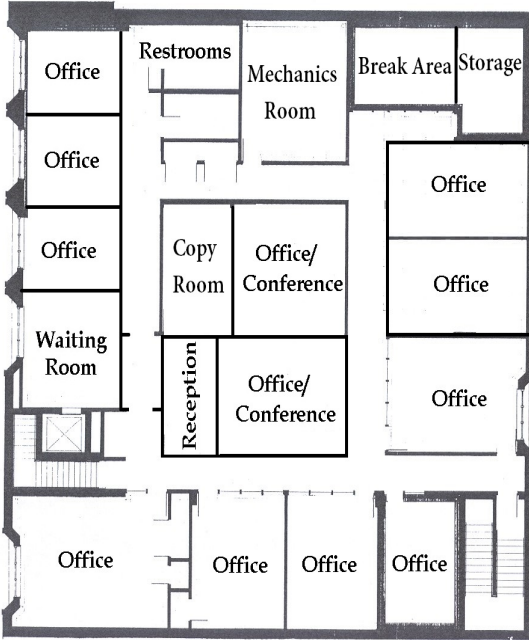 Restrooms
Office
Mechanics
Room
Break Area
Storage
Office
Office
Office
Copy
Room
Office/
Conference
Office
Waiting
Room
Reception
Office/
Conference
Office
Office
Office
Office
Office